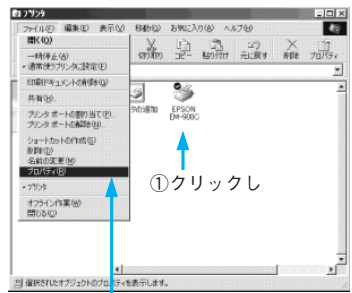 プリンタ
ファイル(F) 編集(E) 表示(V) 移動(G) お気に入り(A) ヘルプ(H)
開く(O)
一時停止(A)
通常使うプリンタに設定(F)
印刷ドキュメントの削除(G)
共有(H)...
プリンタ ポートの割り当て(C)...
プリンタ ポートの解除(D)...
ショートカットの作成(S)
削除(D)
名前の変更(M)
プロパティ(R)
プリンタ
オフライン作業(W)
閉じる(C)
切り取り コピー 貼り付け 元に戻す 削除 プロパティ
タの追加
EPSON
EM-900C
①クリックし
選択されたオブジェクトのプロパティを表示します。